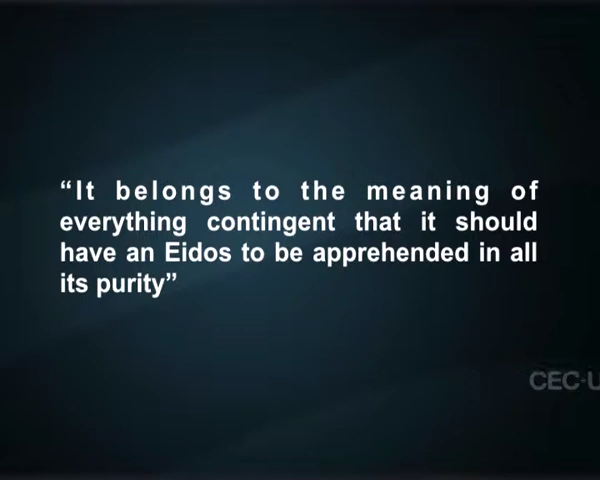 “It belongs to the meaning of
everything contingent that it should
have an Eidos to be apprehended in all
its purity”
CEC-U